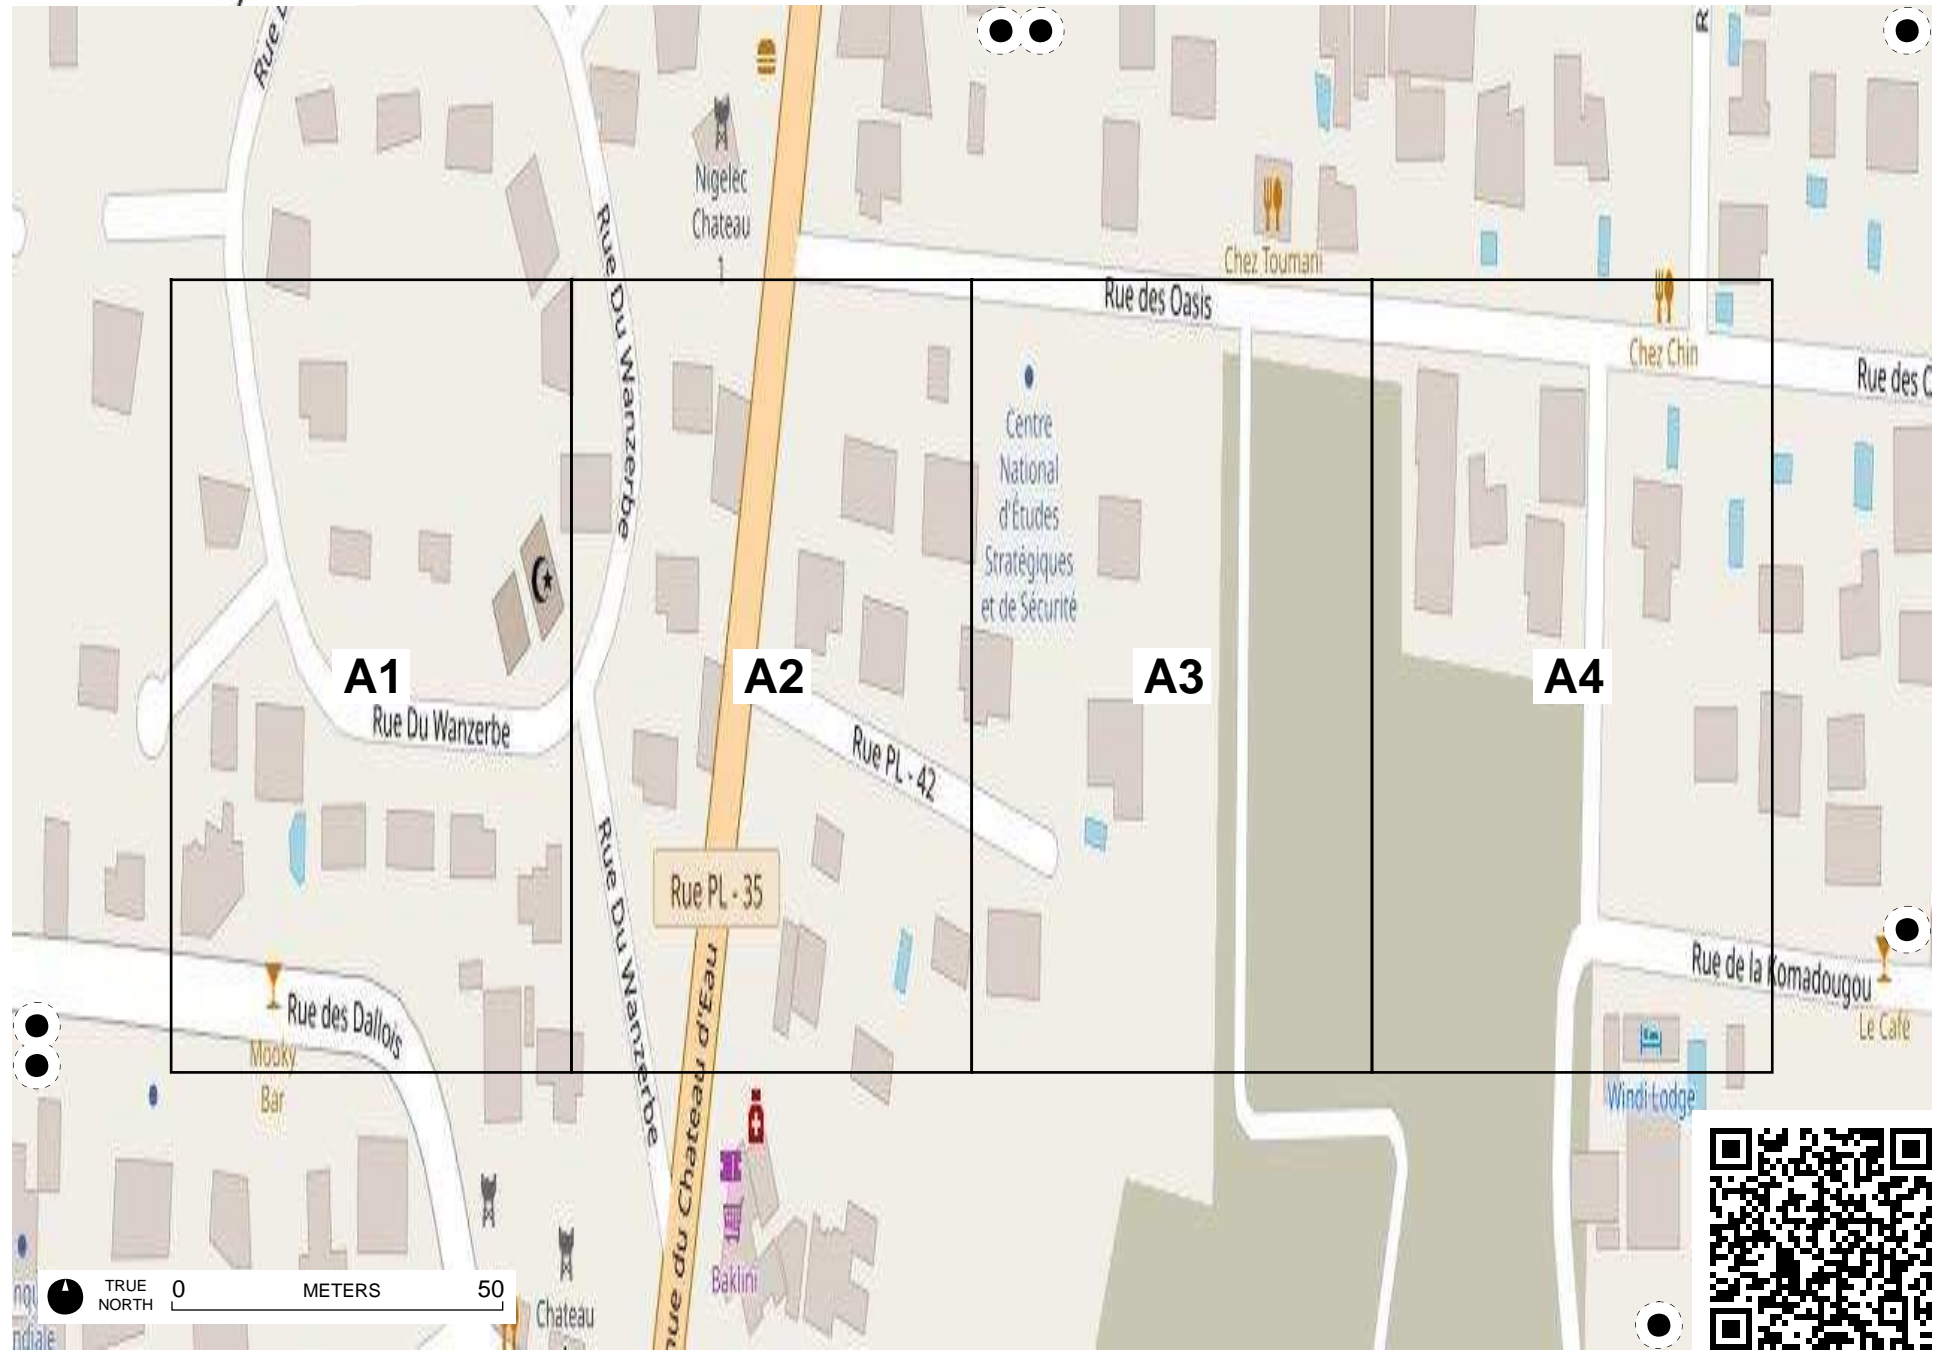 Rue
Nigelec
Chateau
1
Rue Du Wanzerbe
Chez Toumani
Rue des Oasis
Chez Chin
Rue des
Centre
National
d'Études
Stratégiques
et de Sécurité
A1
A2
A3
A4
Rue Du Wanzerbe
Rue PL - 42
Rue PL - 35
Rue Du Wanzerbe
Rue des Dallois
Mooky
Bar
Rue de la Komadougou
Le Café
Windi Lodge
nue du Chateau d'Eau
Baklini
Chateau
ndiale
TRUE
NORTH
0 METERS 50